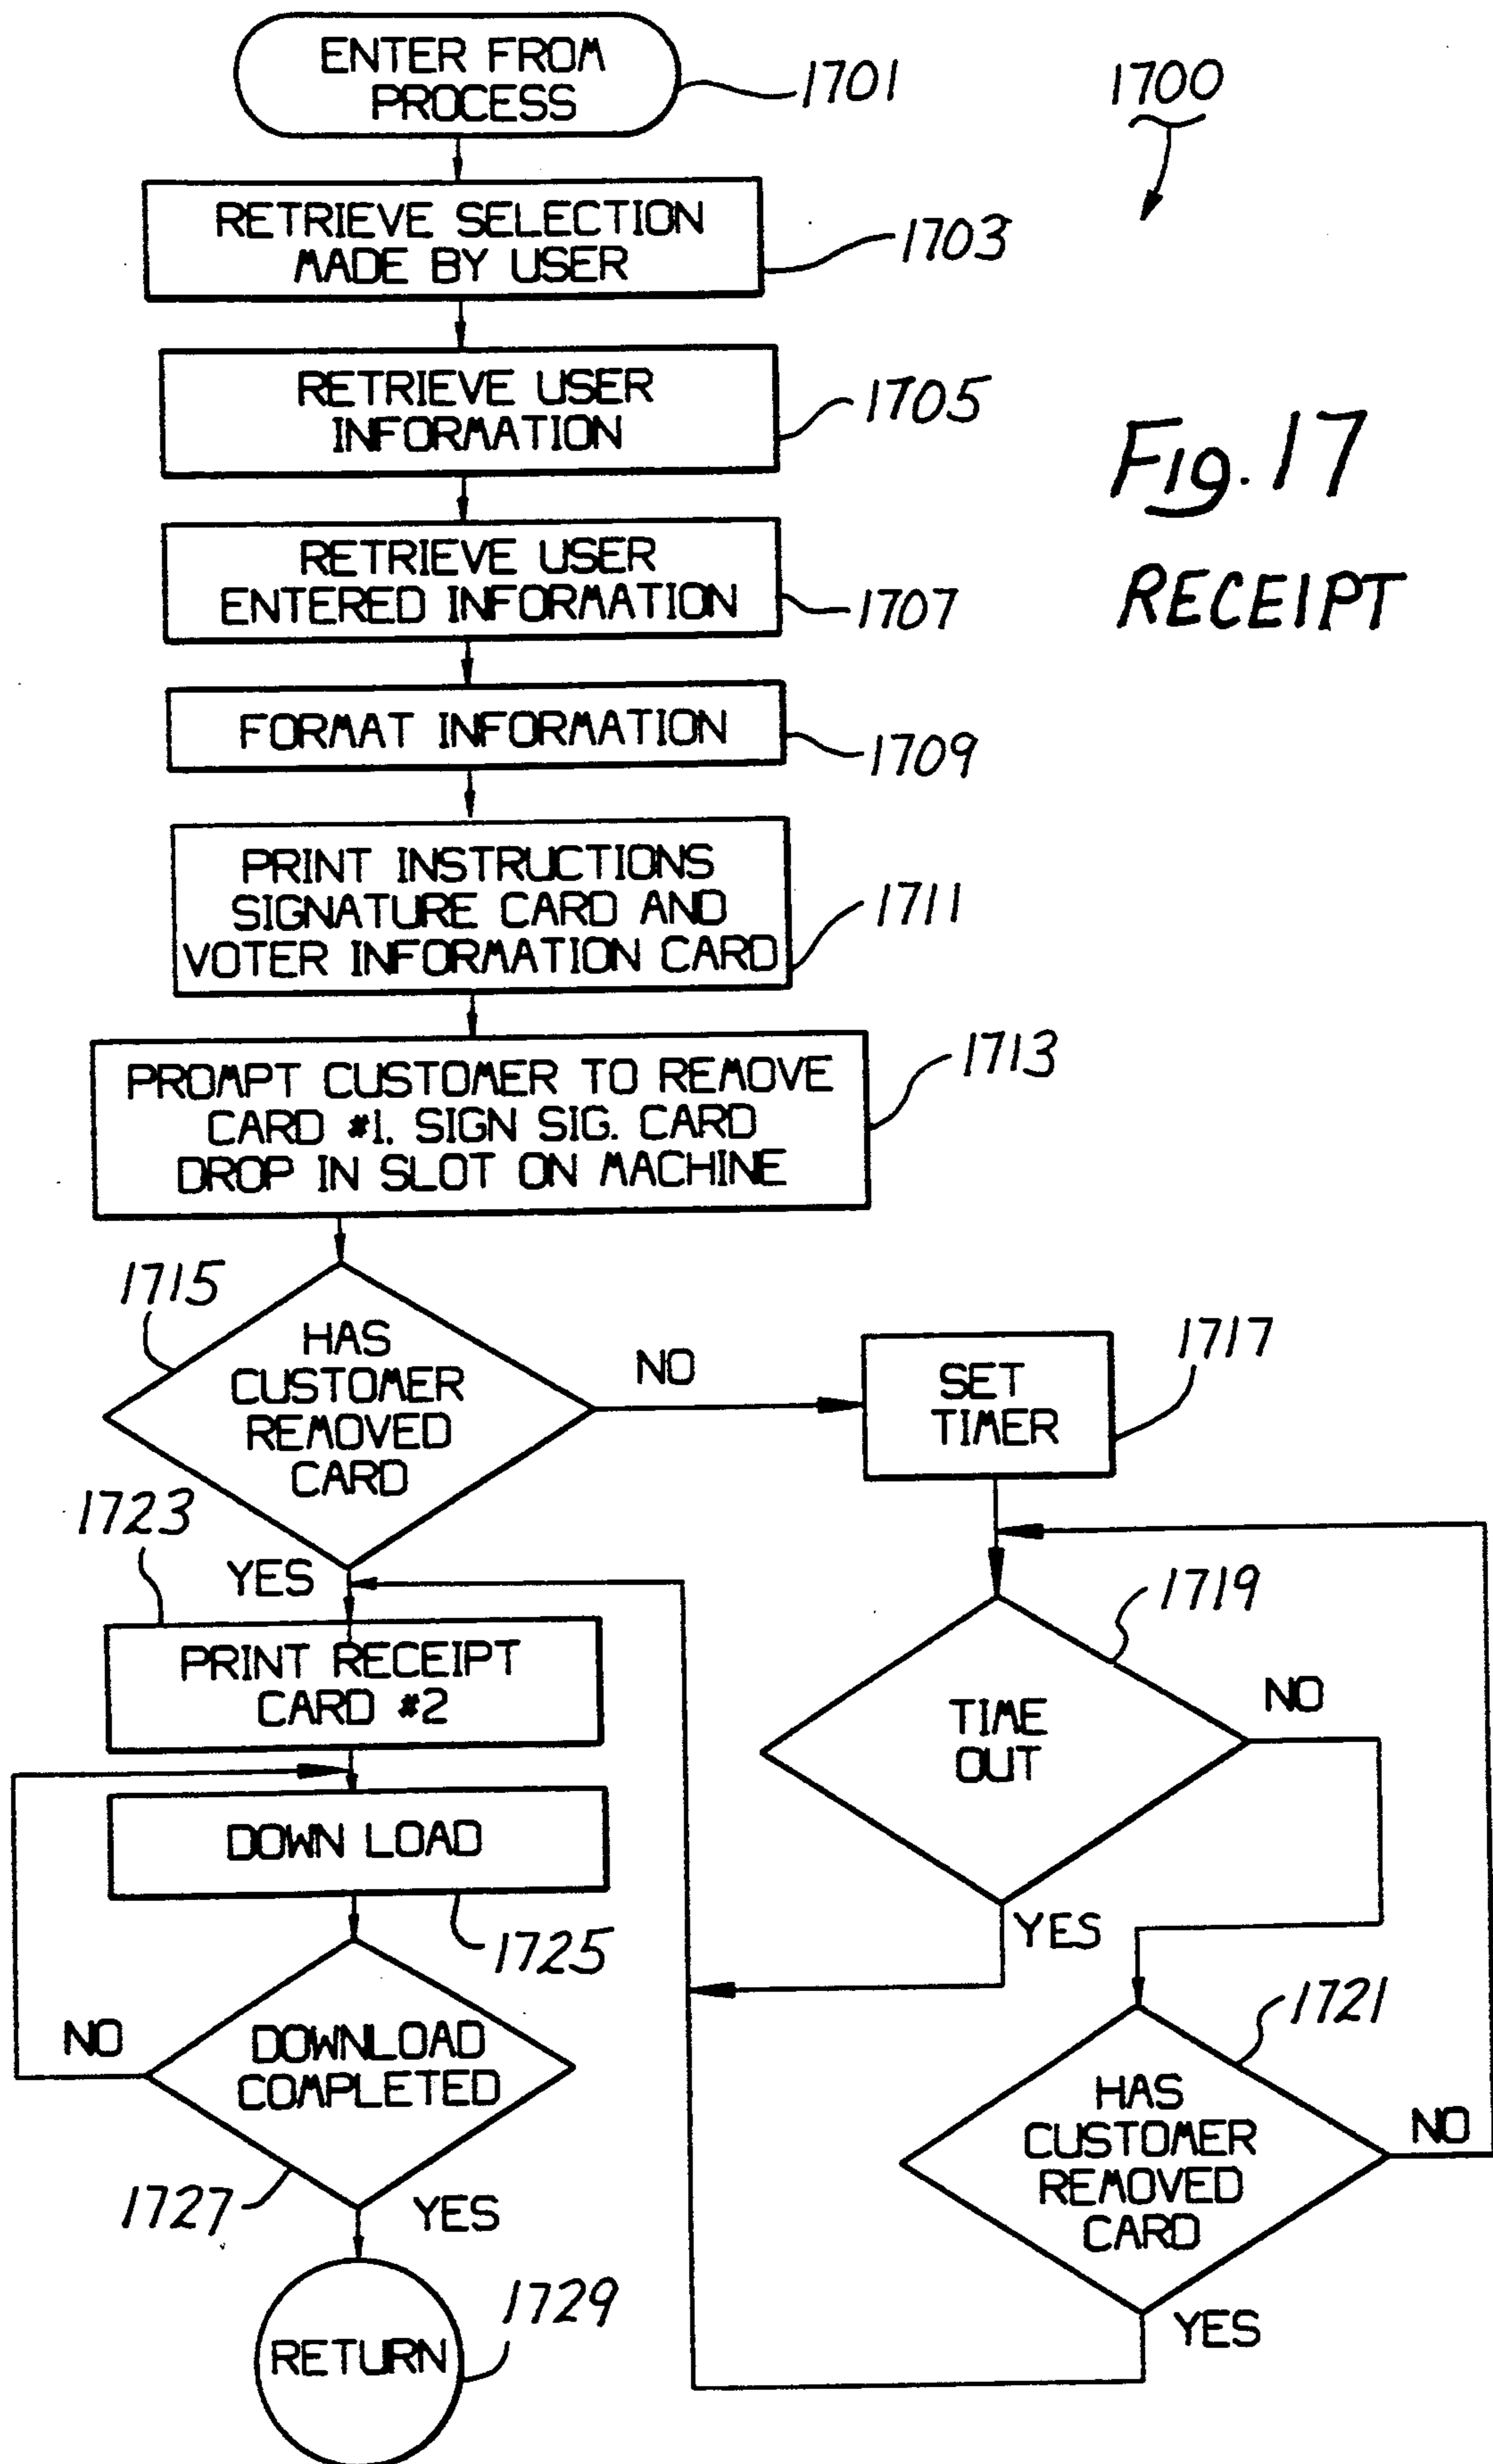 ENTER FROM
PROCESS
1701
1700
RETRIEVE SELECTION
MADE BY USER
1703
RETRIEVE USER
INFORMATION
1705
Fig. 17
RECEIPT
RETRIEVE USER
ENTERED INFORMATION
1707
FORMAT INFORMATION
1709
PRINT INSTRUCTIONS
SIGNATURE CARD AND
VOTER INFORMATION CARD
1711
PROMPT CUSTOMER TO REMOVE
CARD #1. SIGN SIG. CARD
DROP IN SLOT ON MACHINE
1713
1715
HAS
CUSTOMER
REMOVED
CARD
NO
SET
TIMER
1717
1723
YES
PRINT RECEIPT
CARD #2
1719
TIME
OUT
NO
YES
DOWN LOAD
1725
NO
DOWNLOAD
COMPLETED
1727
YES
1721
HAS
CUSTOMER
REMOVED
CARD
NO
YES
RETURN
1729